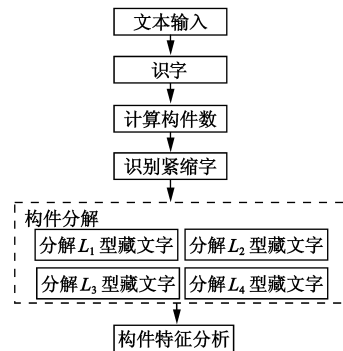 文本输入
识字
计算构件数
识别紧缩字
构件分解
分解L₁型藏文字 分解L₂型藏文字
分解L₃型藏文字 分解L₄型藏文字
构件特征分析